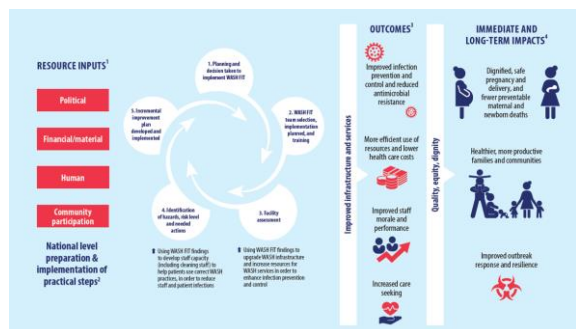 RESOURCE INPUTS¹
Political
Financial/material
Human
Community
participation
National level
preparation &
implementation of
practical steps²
1. Planning and
decision taken to
implement WASH FIT
2. WASH FIT
team selection,
implementation
planned, and
training
3. Facility
assessment
4. Identification
of hazards, risk level
and needed
actions
5. Incremental
improvement
plan
developed and
implemented
Using WASH FIT findings
to develop staff capacity
(including cleaning staff) to
help patients use correct WASH
practices, in order to reduce
staff and patient infections
Using WASH FIT findings to
upgrade WASH infrastructure
and increase resources for
WASH services in order to
enhance infection prevention
and control
Improved infrastructure and services
OUTCOMES³
Improved infection
prevention and
control and reduced
antimicrobial
resistance
More efficient use of
resources and lower
health care costs
Improved staff
morale and
performance
Increased care
seeking
Quality, equity, dignity
IMMEDIATE AND
LONG-TERM IMPACTS⁴
Dignified, safe
pregnancy and
delivery, and
fewer preventable
maternal and
newborn deaths
Healthier, more productive
families and communities
Improved outbreak
response and resilience